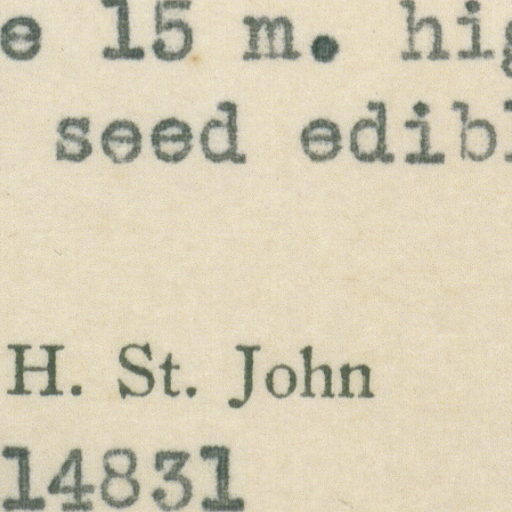 e 15 m. hig
seed edibl
H. St. John
14831